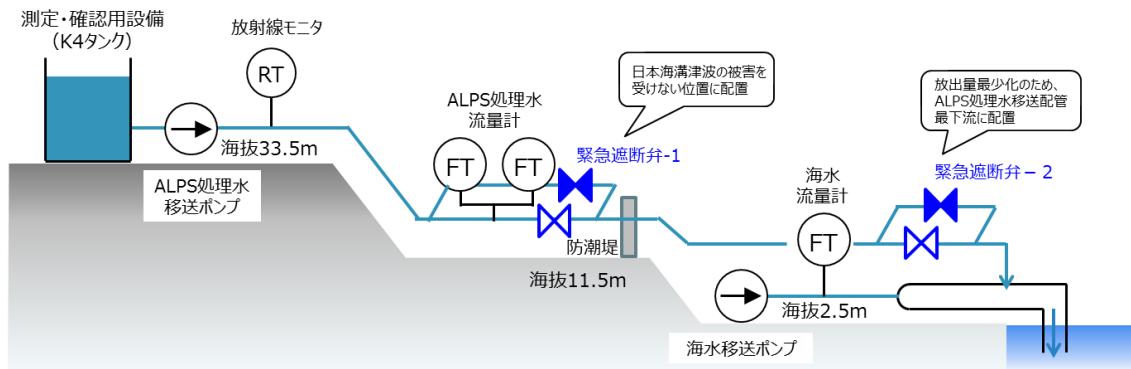 測定・確認用設備
（K4タンク）
放射線モニタ
RT
海抜33.5m
ALPS処理水
移送ポンプ
ALPS処理水
流量計
FT
FT
日本海溝津波の被害を
受けない位置に配置
緊急遮断弁-1
防潮堤
海抜11.5m
放出量最少化のため、
ALPS処理水移送配管
最下流に配置
緊急遮断弁－２
海水
流量計
FT
海抜2.5m
海水移送ポンプ